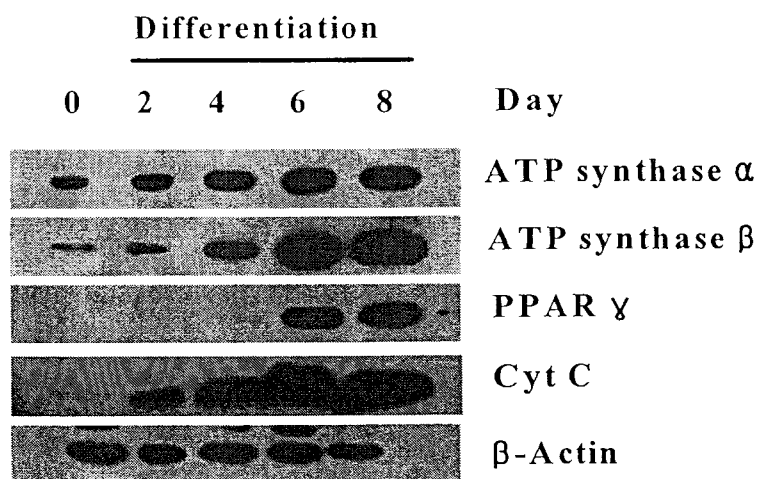 Differentiation
0 2 4 6 8 Day
ATP synthase α
ATP synthase β
PPAR γ
Cyt C
β-Actin